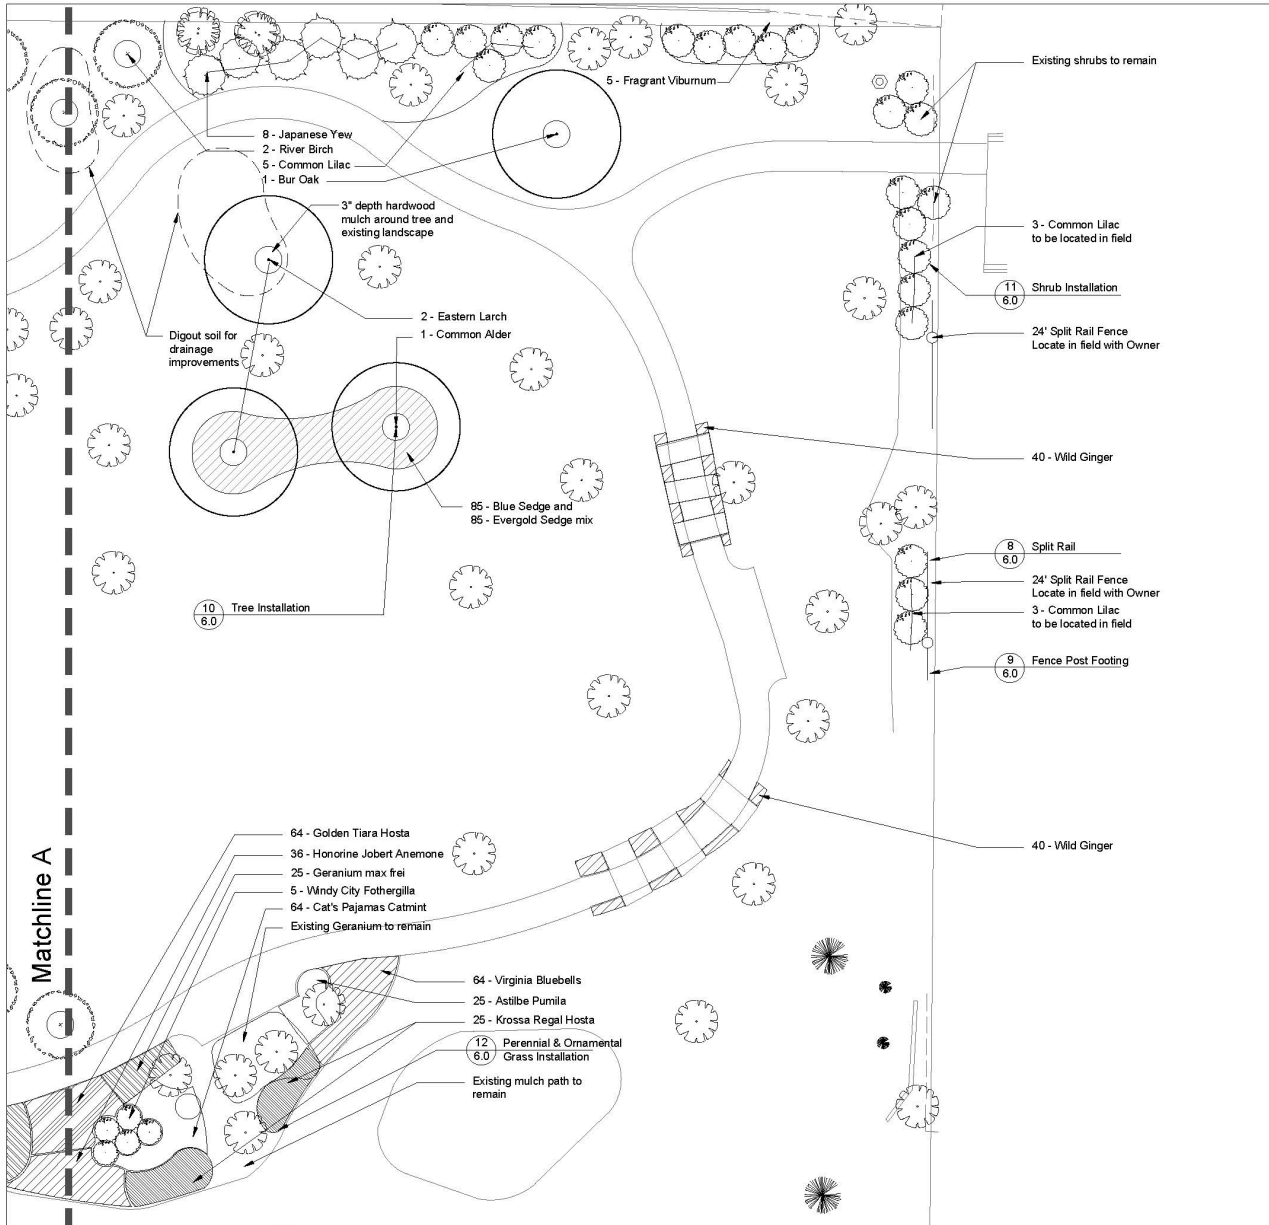 Existing shrubs to remain
5 - Fragrant Viburnum
8 - Japanese Yew
2 - River Birch
5 - Common Lilac
1 - Bur Oak
3" depth hardwood
mulch around tree and
existing landscape
3 - Common Lilac
to be located in field
11
6.0
Shrub Installation
2 - Eastern Larch
1 - Common Alder
Digout soil for
drainage
improvements
24' Split Rail Fence
Locate in field with Owner
40 - Wild Ginger
85 - Blue Sedge and
85 - Evergold Sedge mix
8
6.0
Split Rail
24' Split Rail Fence
Locate in field with Owner
3 - Common Lilac
to be located in field
10
6.0
Tree Installation
9
6.0
Fence Post Footing
40 - Wild Ginger
Matchline A
64 - Golden Tiara Hosta
36 - Honorine Jobert Anemone
25 - Geranium max frei
5 - Windy City Fothergilla
64 - Cat's Pajamas Catmint
Existing Geranium to remain
64 - Virginia Bluebells
25 - Astilbe Pumila
25 - Krossa Regal Hosta
12
6.0
Perennial & Ornamental
Grass Installation
Existing mulch path to
remain